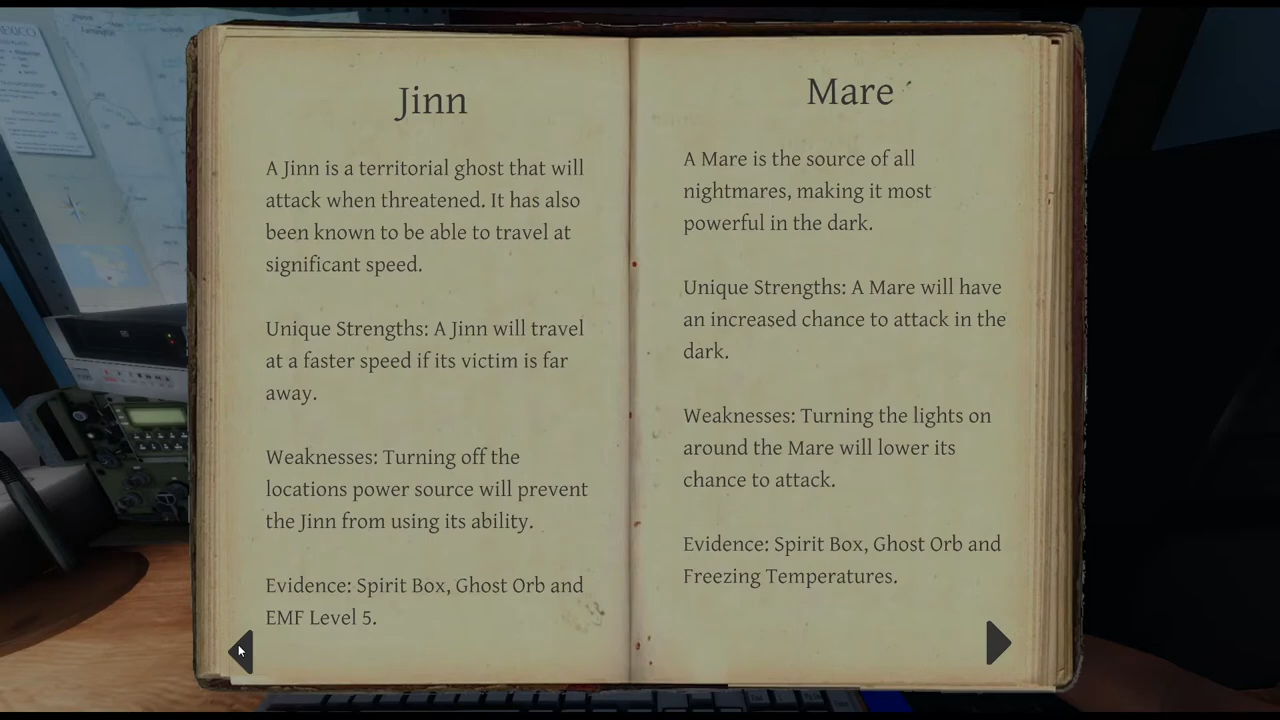 Jinn
A Jinn is a territorial ghost that will
attack when threatened. It has also
been known to be able to travel at
significant speed.
Unique Strengths: A Jinn will travel
at a faster speed if its victim is far
away.
Weaknesses: Turning off the
locations power source will prevent
the Jinn from using its ability.
Evidence: Spirit Box, Ghost Orb and
EMF Level 5.
Mare
A Mare is the source of all
nightmares, making it most
powerful in the dark.
Unique Strengths: A Mare will have
an increased chance to attack in the
dark.
Weaknesses: Turning the lights on
around the Mare will lower its
chance to attack.
Evidence: Spirit Box, Ghost Orb and
Freezing Temperatures.